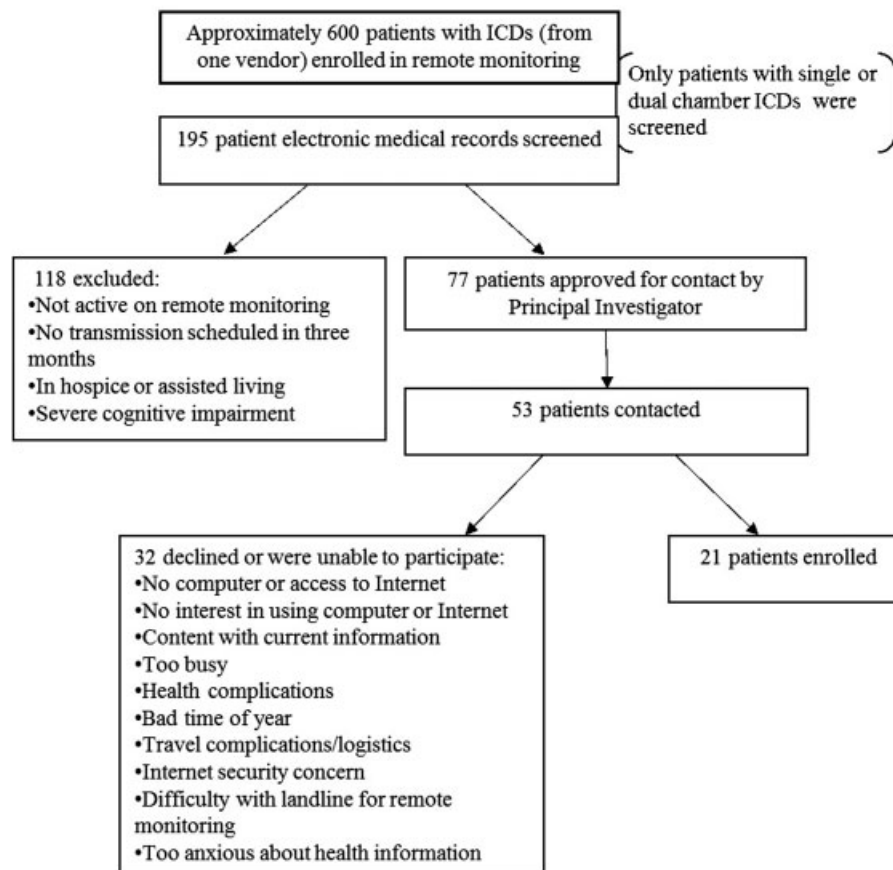 Approximately 600 patients with ICDs (from
one vendor) enrolled in remote monitoring
Only patients with single or
dual chamber ICDs were
screened
195 patient electronic medical records screened
118 excluded:
•Not active on remote monitoring
•No transmission scheduled in three
months
•In hospice or assisted living
•Severe cognitive impairment
77 patients approved for contact by
Principal Investigator
53 patients contacted
32 declined or were unable to participate:
•No computer or access to Internet
•No interest in using computer or Internet
•Content with current information
•Too busy
•Health complications
•Bad time of year
•Travel complications/logistics
•Internet security concern
•Difficulty with landline for remote
monitoring
•Too anxious about health information
21 patients enrolled